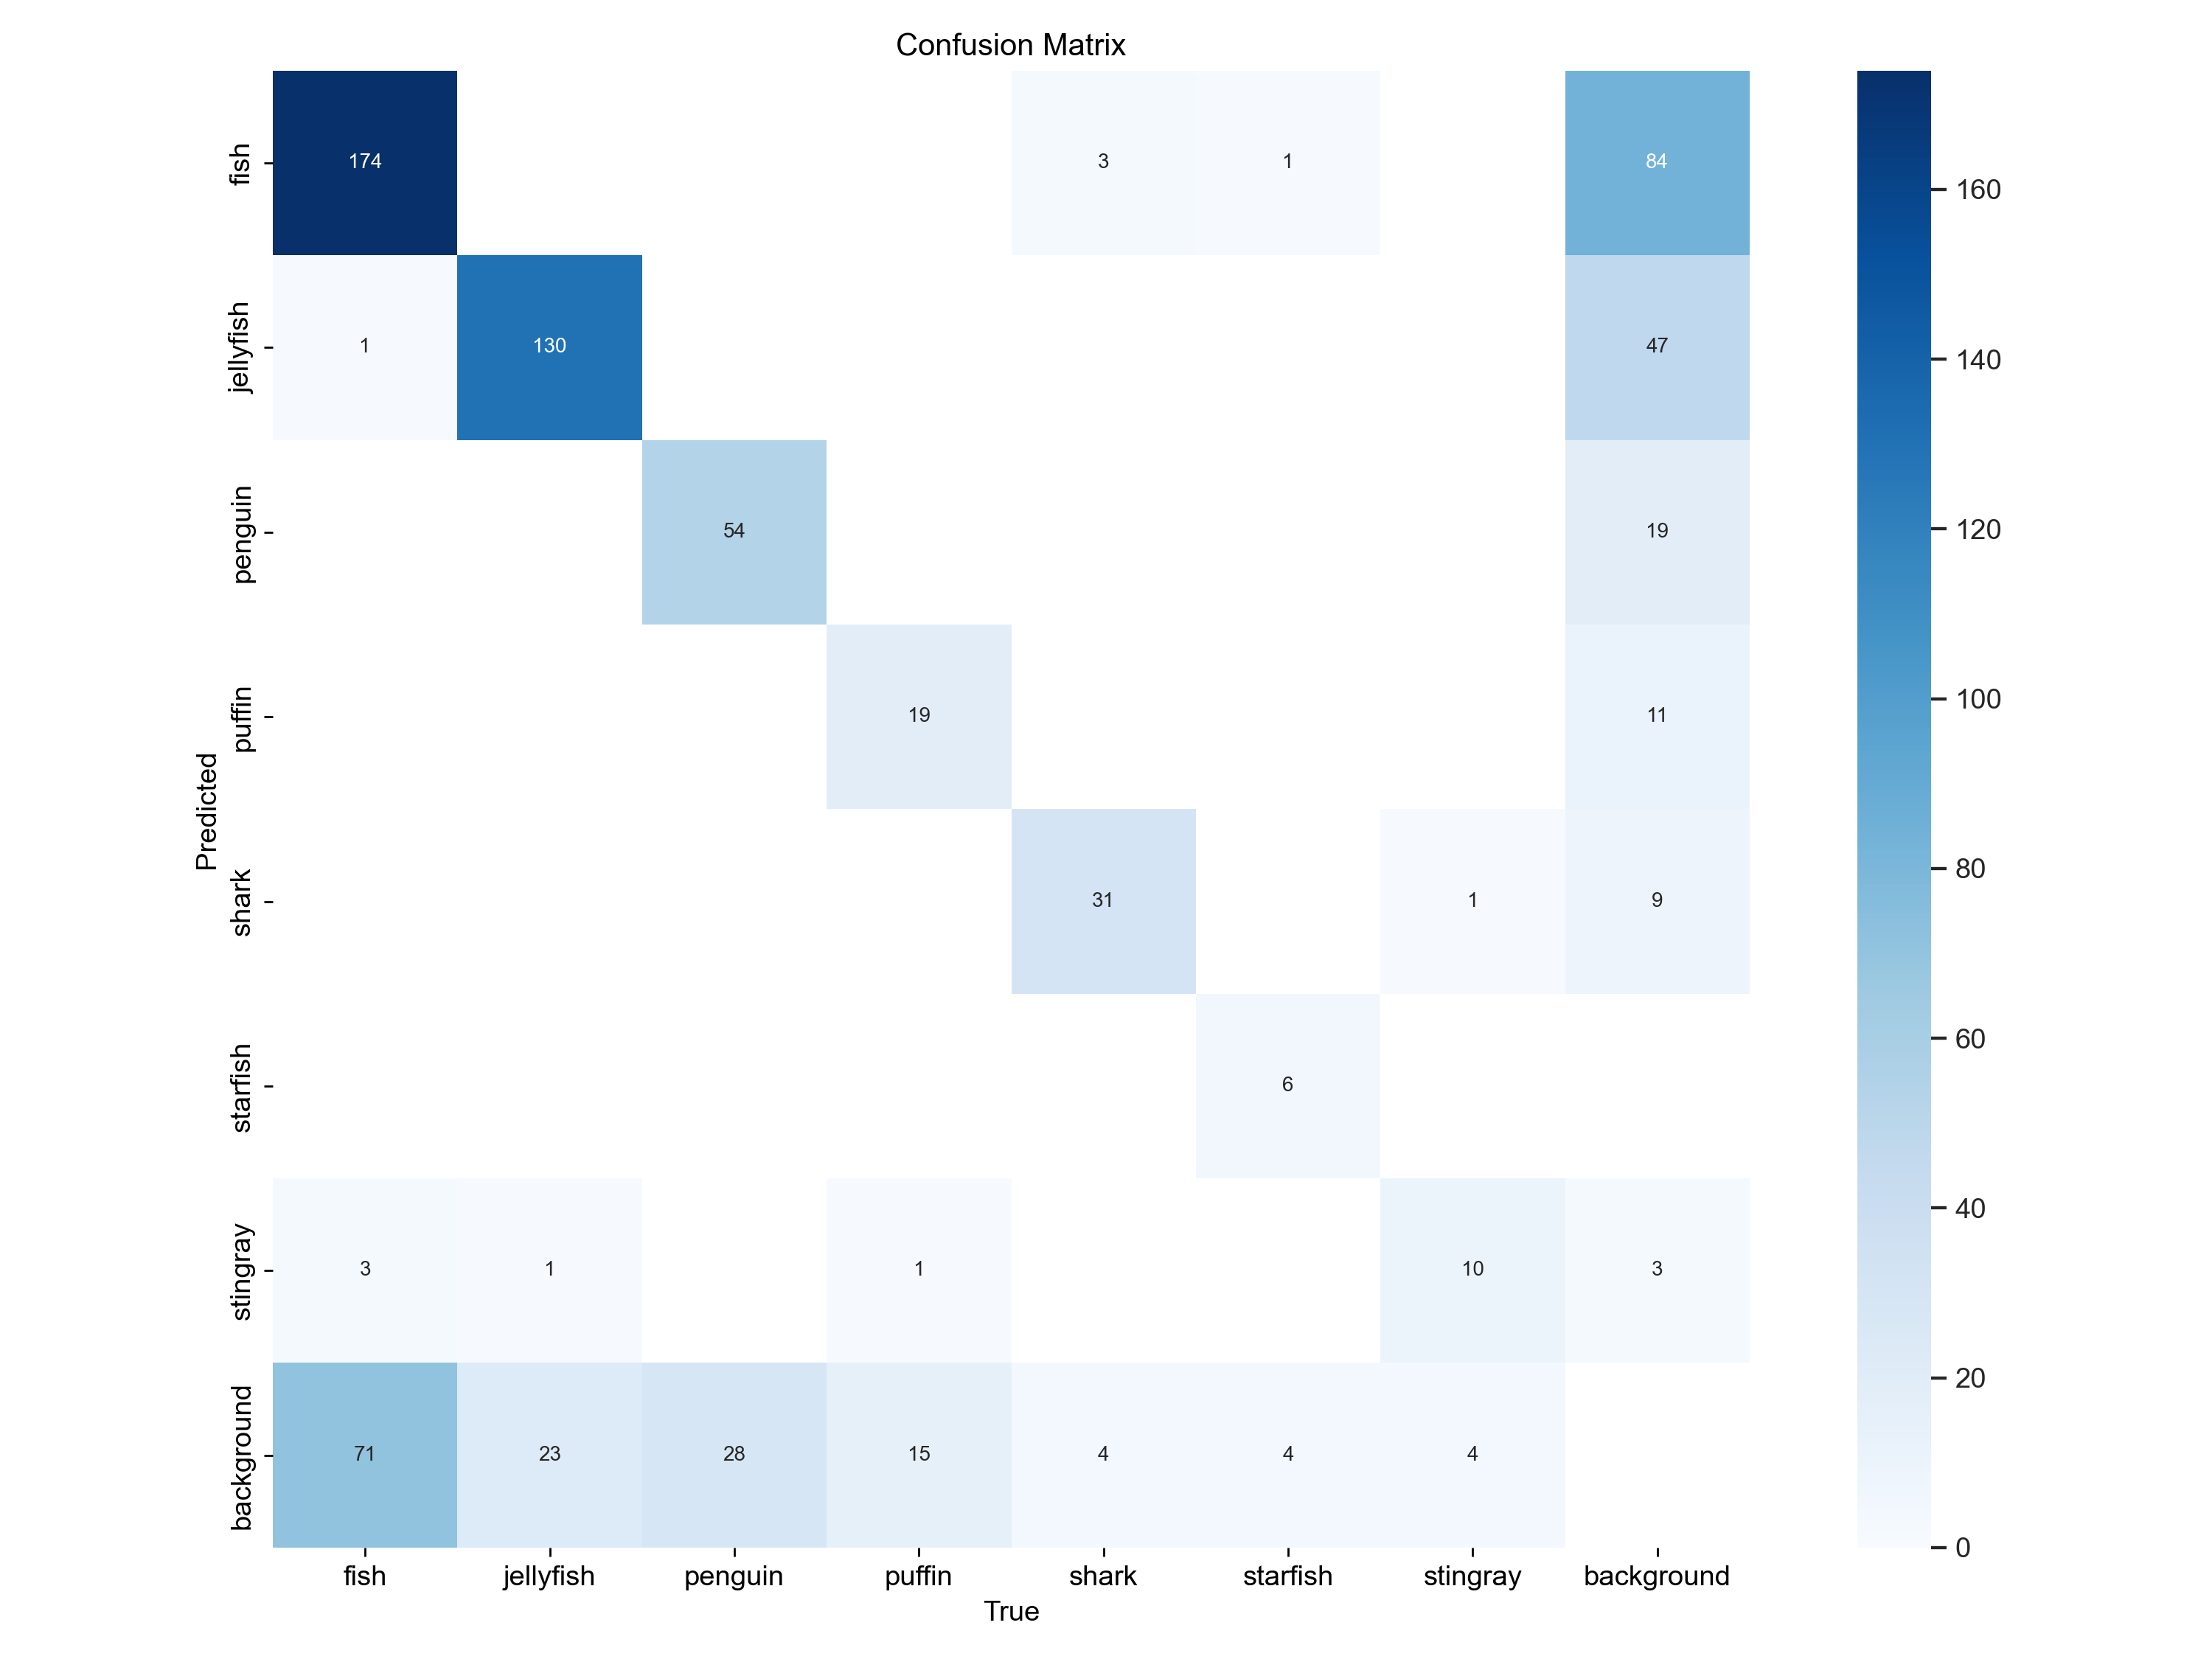 Confusion Matrix
fish
174
3
1
84
jellyfish
1
130
47
penguin
54
19
puffin
19
11
shark
31
1
9
starfish
6
stingray
3
1
1
10
3
background
71
23
28
15
4
4
4
fish
jellyfish
penguin
puffin
shark
starfish
stingray
background
True
Predicted
160
140
120
100
80
60
40
20
0